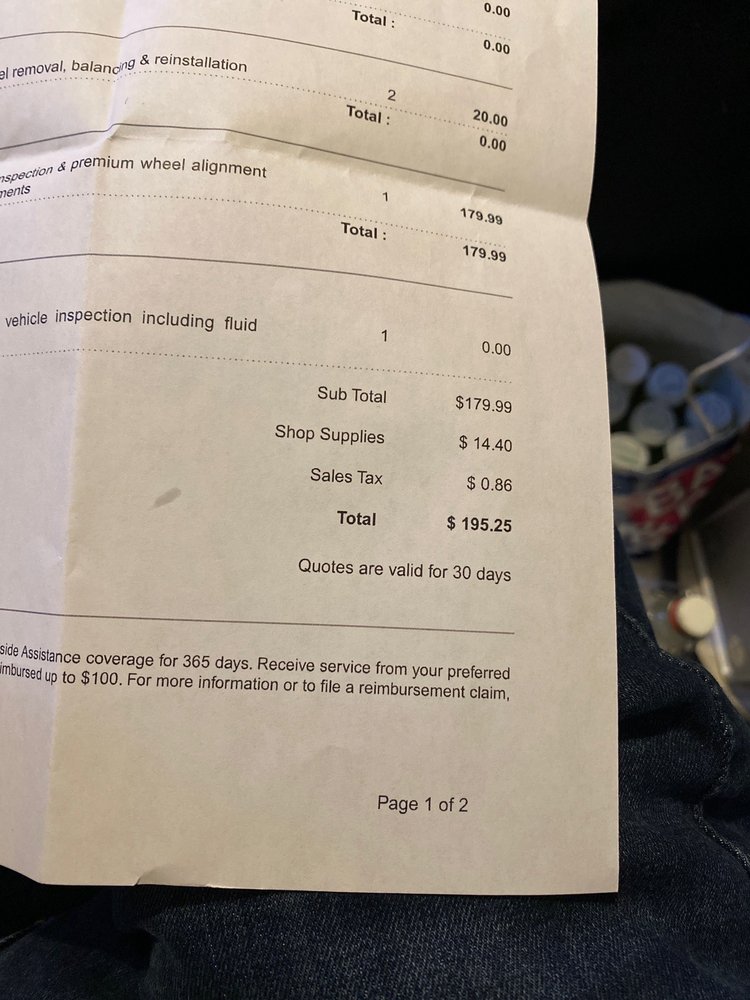 0.00
Total :
0.00
el removal, balancing & reinstallation
2
20.00
Total :
0.00
nspection & premium wheel alignment
ments
1
179.99
Total :
179.99
vehicle inspection including fluid
1
0.00
Sub Total $179.99
Shop Supplies $ 14.40
Sales Tax $ 0.86
Total $ 195.25
Quotes are valid for 30 days
side Assistance coverage for 365 days. Receive service from your preferred
imbursed up to $100. For more information or to file a reimbursement claim,
Page 1 of 2